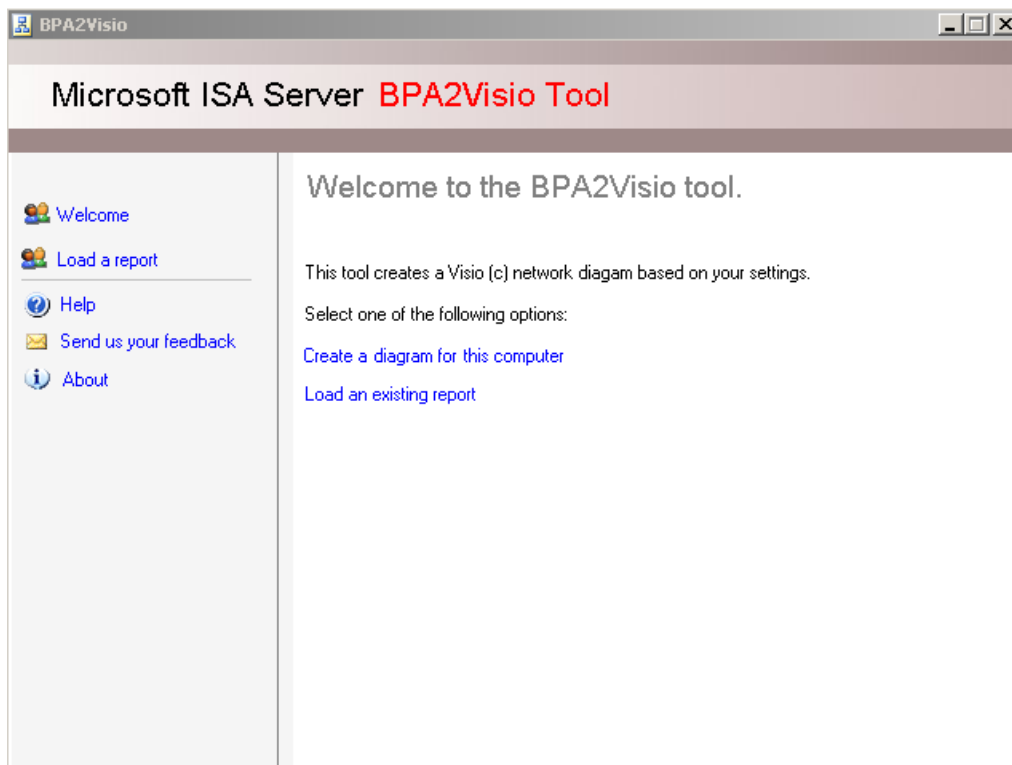 BPA2Visio
Microsoft ISA Server BPA2Visio Tool
Welcome
Load a report
Help
Send us your feedback
About
Welcome to the BPA2Visio tool.
This tool creates a Visio (c) network diagam based on your settings.
Select one of the following options:
Create a diagram for this computer
Load an existing report